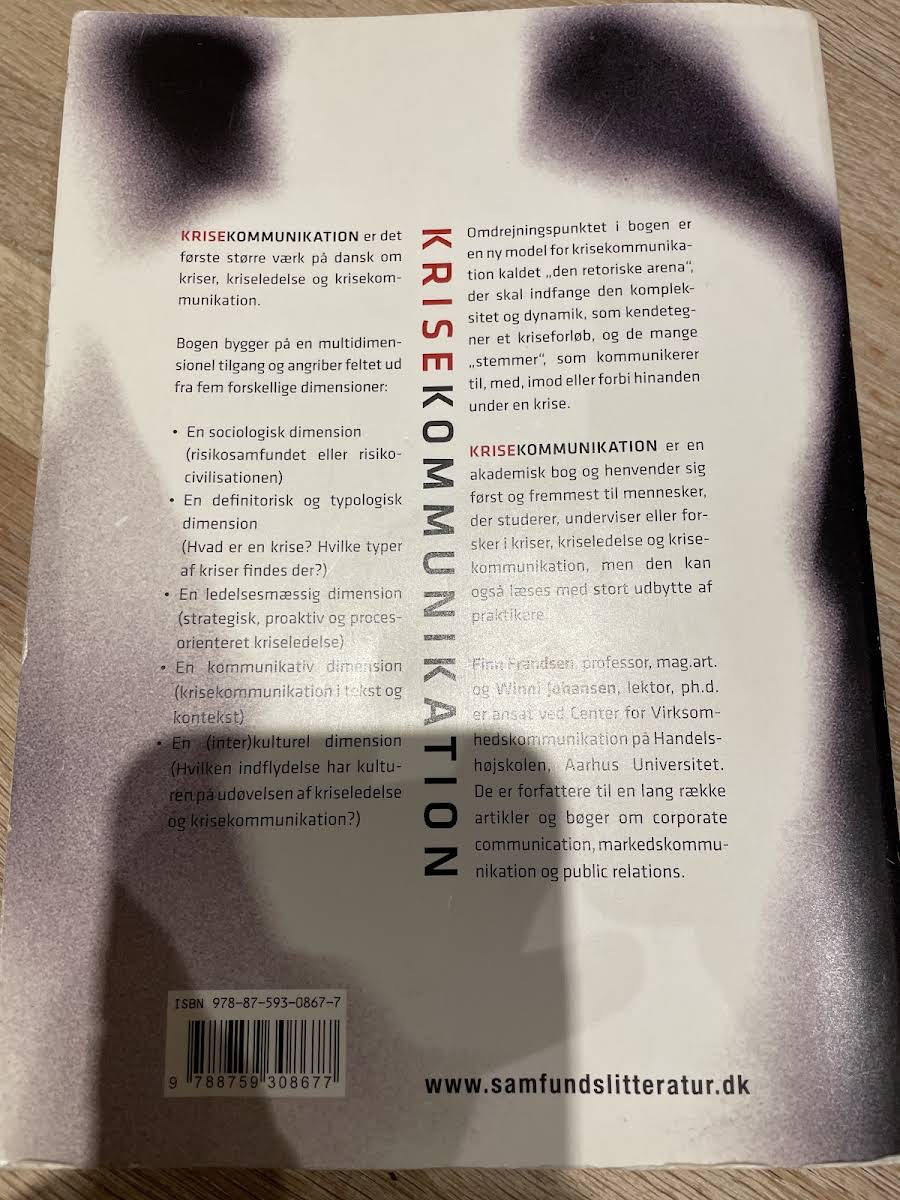 KRISEKOMMUNIKATION er det
første større værk på dansk om
kriser, kriseledelse og krisekom-
munikation.
Bogen bygger på en multidimen-
sionel tilgang og angriber feltet ud
fra fem forskellige dimensioner:
• En sociologisk dimension
(risikosamfundet eller risiko-
civilisationen)
• En definitorisk og typologisk
dimension
(Hvad er en krise? Hvilke typer
af kriser findes der?)
• En ledelsesmæssig dimension
(strategisk, proaktiv og proces-
orienteret kriseledelse)
• En kommunikativ dimension
(krisekommunikation i tekst og
kontekst)
• En (inter)kulturel dimension
(Hvilken indflydelse har kultu-
ren på udøvelsen af kriseledelse
og krisekommunikation?)
KRISEKOMMUNIKATION
Omdrejningspunktet i bogen er
en ny model for krisekommunika-
tion kaldet „den retoriske arena“,
der skal indfange den komplek-
sitet og dynamik, som kendeteg-
ner et kriseforløb, og de mange
„stemmer“, som kommunikerer
til, med, imod eller forbi hinanden
under en krise.
KRISEKOMMUNIKATION er en
akademisk bog og henvender sig
først og fremmest til mennesker,
der studerer, underviser eller for-
sker i kriser, kriseledelse og krise-
kommunikation, men den kan
også læses med stort udbytte af
praktikere.
Finn Frandsen, professor, mag.art.
og Winni Johansen, lektor, ph.d.
er ansat ved Center for Virksom-
hedskommunikation på Handels-
højskolen, Aarhus Universitet.
De er forfattere til en lang række
artikler og bøger om corporate
communication, markedskommu-
nikation og public relations.
ISBN 978-87-593-0867-7
9 788759 308677
www.samfundslitteratur.dk